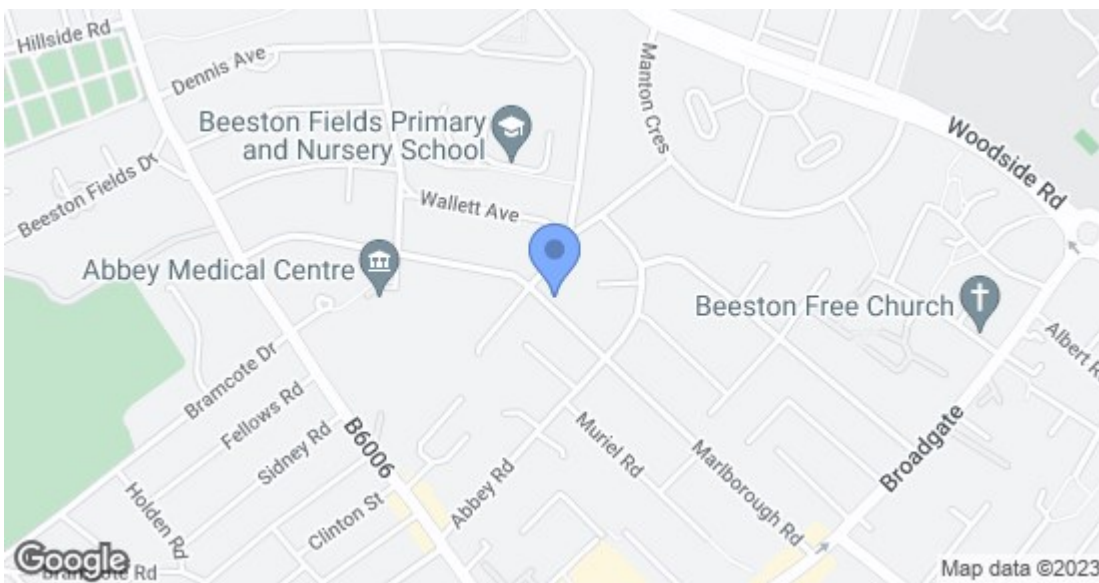 Hillside Rd
Dennis Ave
Manton Cres
Beeston Fields Primary
and Nursery School
Woodside Rd
Beeston Fields Dr
Wallett Ave
Abbey Medical Centre
Beeston Free Church
Albert R
Bramcote Dr
Fellows Rd
Sidney Rd
B6006
Muriel Rd
Marlborough Rd
Broadgate
Holden Rd
Clinton St
Abbey Rd
Bramcote Rd
Google
Map data ©2023